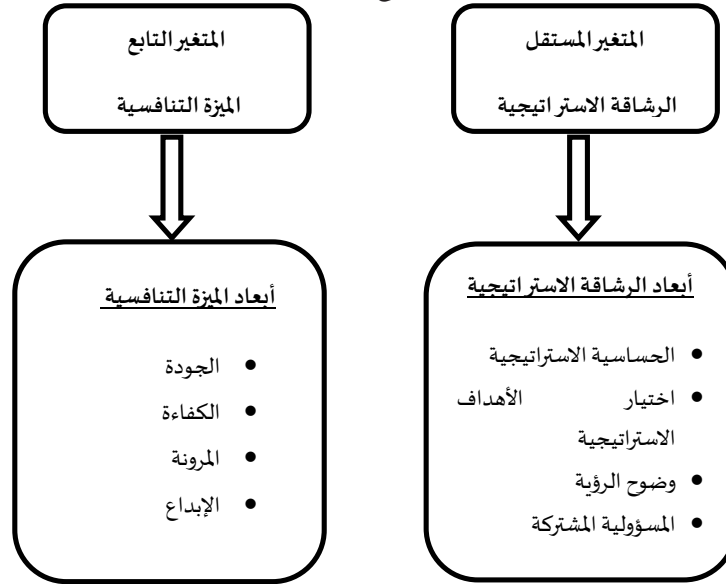 المتغير المستقل
الرشاقة الاستراتيجية
أبعاد الرشاقة الاستراتيجية
• الحساسية الاستراتيجية
• اختيار الأهداف
الاستراتيجية
• وضوح الرؤية
• المسؤولية المشتركة
المتغير التابع
الميزة التنافسية
أبعاد الميزة التنافسية
• الجودة
• الكفاءة
• المرونة
• الإبداع